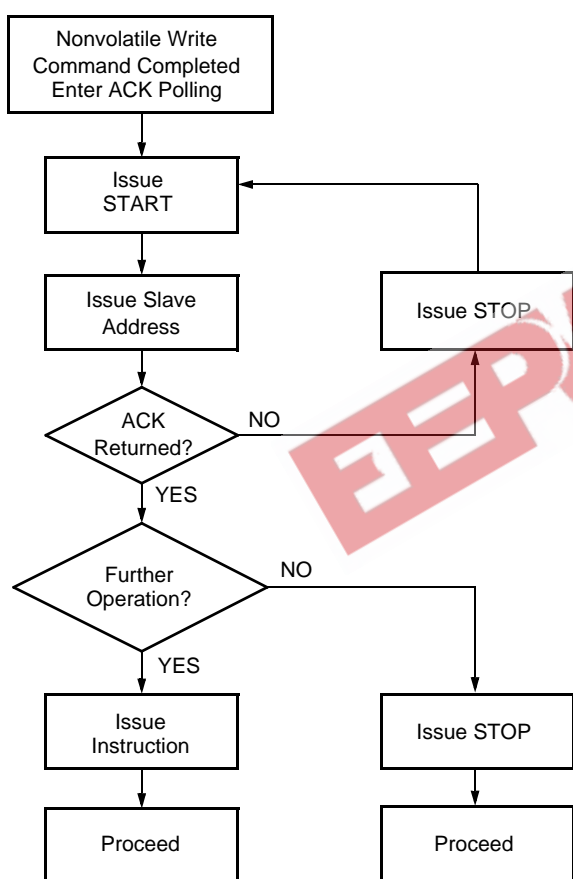 Nonvolatile Write
Command Completed
Enter ACK Polling
Issue
START
Issue Slave
Address
Issue STOP
ACK
Returned?
NO
YES
Further
Operation?
NO
YES
Issue
Instruction
Issue STOP
Proceed
Proceed